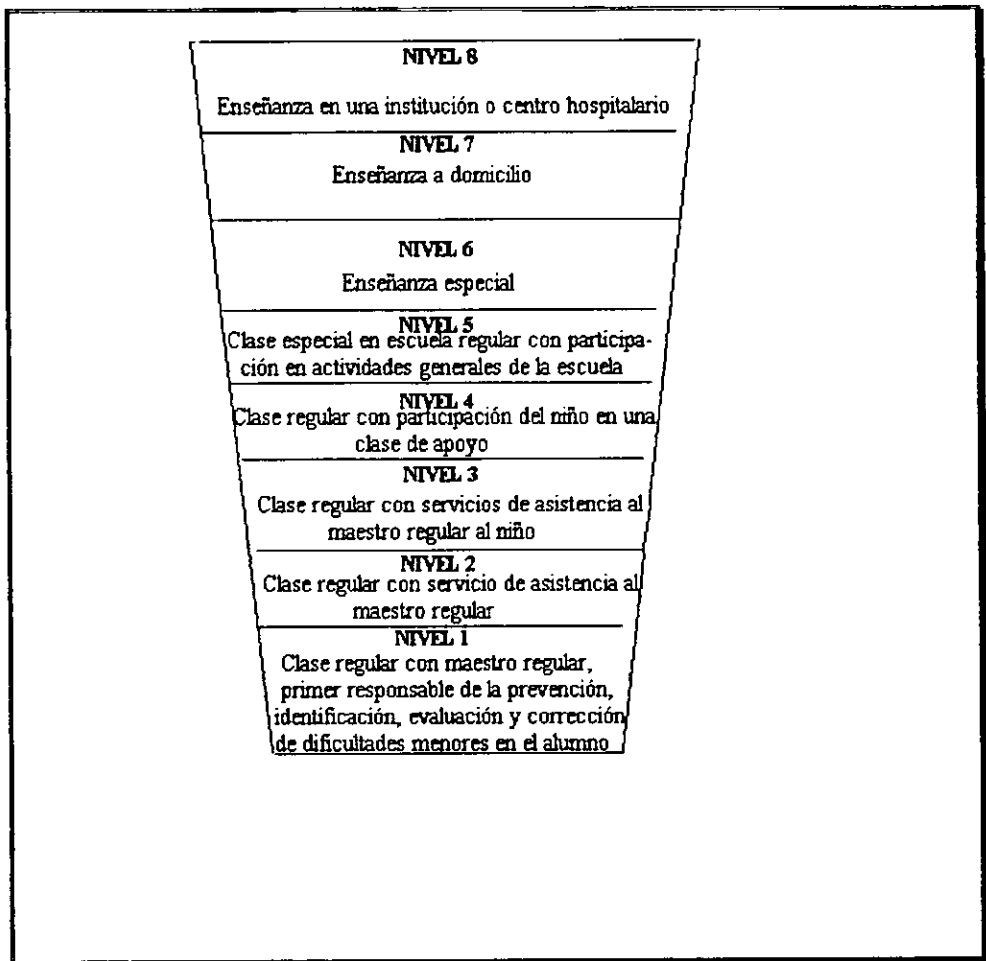 NIVEL 8
Enseñanza en una institución o centro hospitalario
NIVEL 7
Enseñanza a domicilio
NIVEL 6
Enseñanza especial
NIVEL 5
Clase especial en escuela regular con participa-
ción en actividades generales de la escuela
NIVEL 4
Clase regular con participación del niño en una
clase de apoyo
NIVEL 3
Clase regular con servicios de asistencia al
maestro regular al niño
NIVEL 2
Clase regular con servicio de asistencia al
maestro regular
NIVEL 1
Clase regular con maestro regular,
primer responsable de la prevención,
identificación, evaluación y corrección
de dificultades menores en el alumno